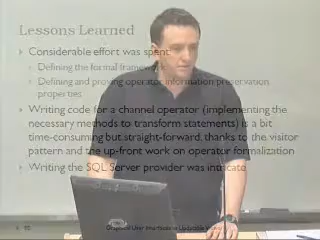 Lessons Learned
Considerable effort was spent:
Defining the formal framework
Defining and proving operator information preservation
properties
Writing code for a channel operator (implementing the
necessary methods to transform statements) is a bit
time-consuming but straight-forward, thanks to the visitor
pattern and the up-front work on operator formalization
Writing the SQL Server provider was intricate
User Interfaces